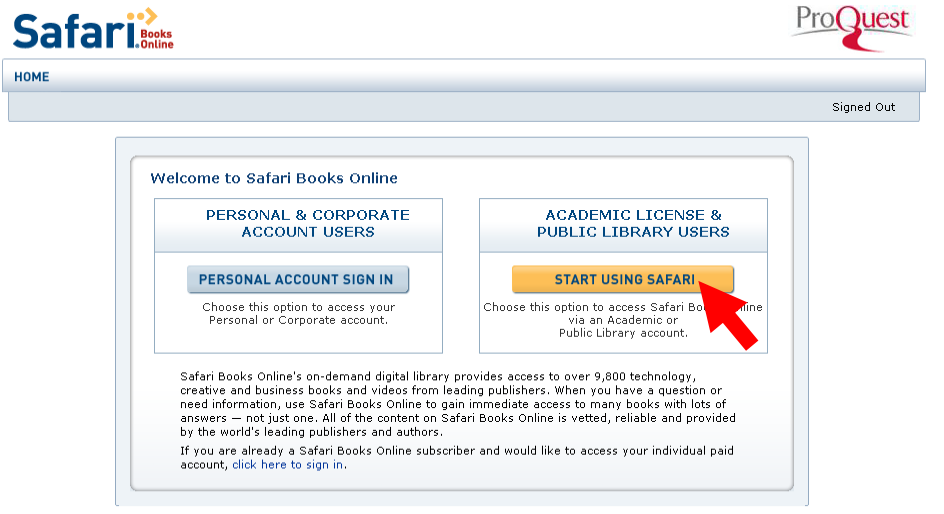 Safari Books Online
ProQuest
HOME
Signed Out
Welcome to Safari Books Online
PERSONAL & CORPORATE
ACCOUNT USERS
PERSONAL ACCOUNT SIGN IN
Choose this option to access your
Personal or Corporate account.
ACADEMIC LICENSE &
PUBLIC LIBRARY USERS
START USING SAFARI
Choose this option to access Safari
via an Academic or
Public Library account.
Safari Books Online's on-demand digital library provides access to over 9,800 technology,
creative and business books and videos from leading publishers. When you have a question or
need information, use Safari Books Online to gain immediate access to many books with lots of
answers — not just one. All of the content on Safari Books Online is vetted, reliable and provided
by the world's leading publishers and authors.
If you are already a Safari Books Online subscriber and would like to access your individual paid
account, click here to sign in.